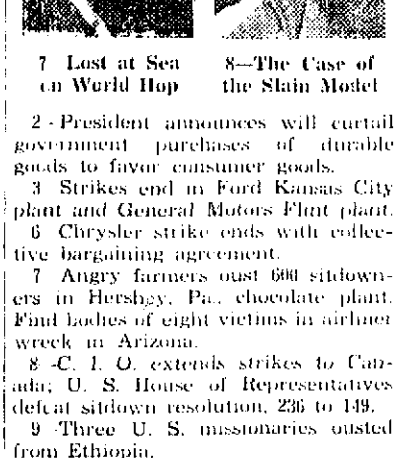 7 Lost at Sea
on World Hop
8—The Case of
the Slain Model
2 - President announces will curtail
government purchases of durable
goods to favor consumer goods.
3 Strikes end in Ford Kansas City
plant and General Motors Flint plant.
6 Chrysler strike ends with collec-
tive bargaining agreement.
7 Angry farmers oust 600 sitdown-
ers in Hershey, Pa., chocolate plant.
Find bodies of eight victims in airliner
wreck in Arizona.
8 -C. I. O. extends strikes to Can-
ada; U. S. House of Representatives
defeat sitdown resolution, 236 to 149.
9 -Three U. S. missionaries ousted
from Ethiopia.